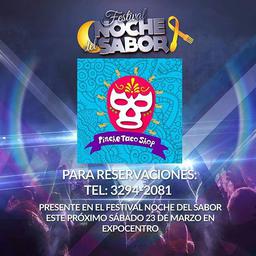 Festival
NOCHE
del SABOR
Pinche Taco Shop
PARA RESERVACIONES:
TEL: 3294-2081
PRESENTE EN EL FESTIVAL NOCHE DEL SABOR
ESTE PRÓXIMO SÁBADO 23 DE MARZO EN
EXPOCENTRO